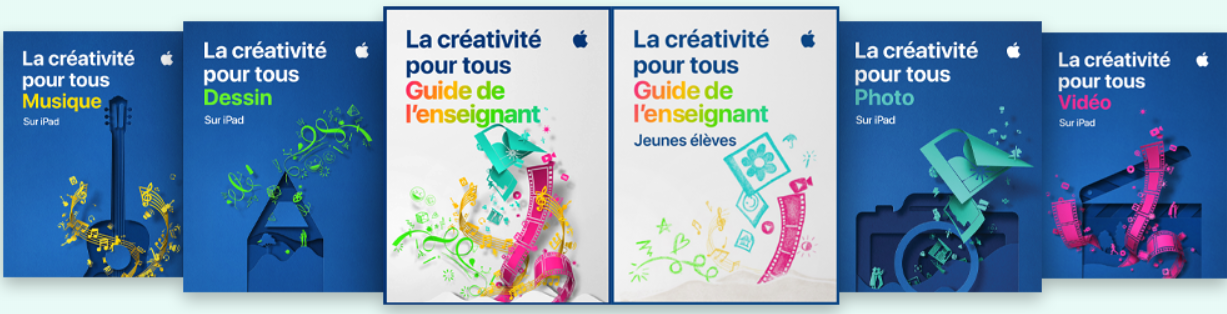 La créativité
pour tous
Musique
Sur iPad
La créativité
pour tous
Dessin
Sur iPad
La créativité
pour tous
Guide de
l’enseignant
La créativité
pour tous
Guide de
l’enseignant
Jeunes élèves
La créativité
pour tous
Photo
Sur iPad
La créativité
pour tous
Vidéo
Sur iPad